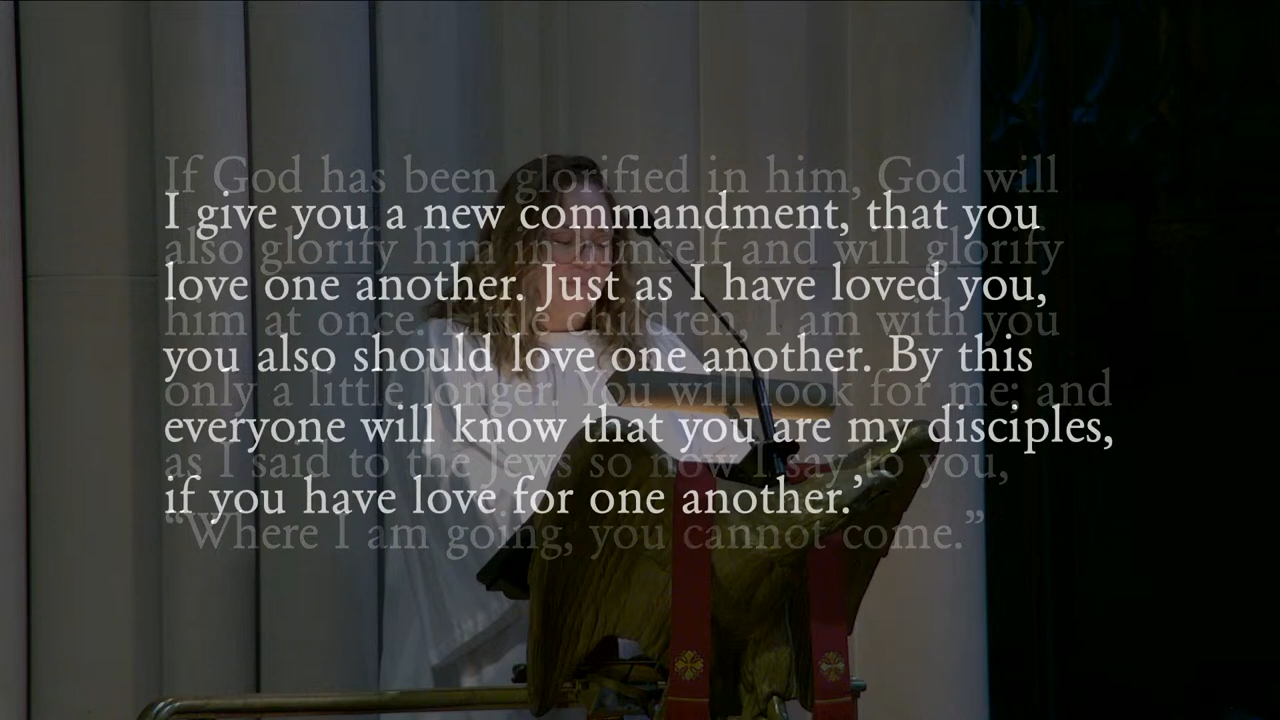 If God has been glorified in him, God will
also glorify him in himself and will glorify
him at once. Little children, I am with you
only a little longer. You will look for me; and
as I said to the Jews so now I say to you,
“Where I am going, you cannot come.”
I give you a new commandment, that you
love one another. Just as I have loved you,
you also should love one another. By this
everyone will know that you are my disciples,
if you have love for one another.’